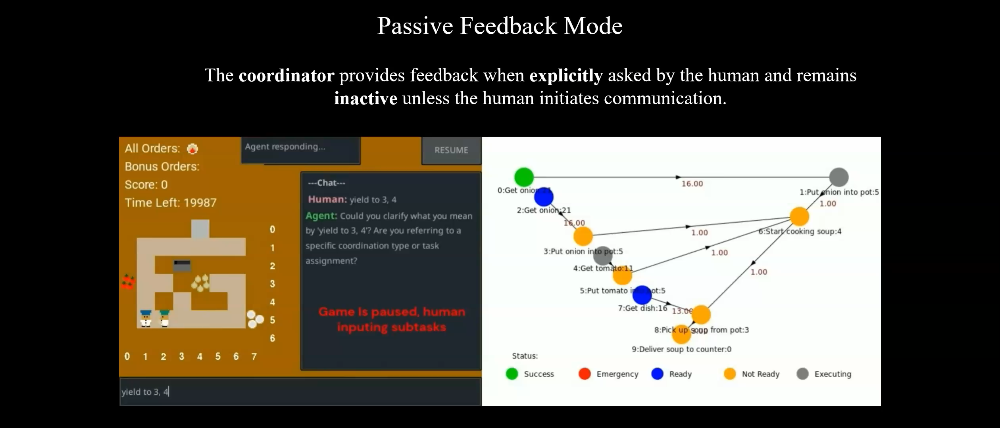 Passive Feedback Mode
The coordinator provides feedback when explicitly asked by the human and remains
inactive unless the human initiates communication.
All Orders:
Bonus Orders:
Score: 0
Time Left: 19987
Agent responding...
RESUME
---Chat---
Human: yield to 3, 4
Agent: Could you clarify what you mean
by 'yield to 3, 4'? Are you referring to a
specific coordination type or task
assignment?
Game Is paused, human
inputing subtasks
0
1
2
3
4
5
6
0 1 2 3 4 5 6 7
yield to 3, 4
16.00
0:Get onion:21
1:Put onion into pot:5
1.00
2:Get onion:21
16.00
1.00
6:Start cooking soup:4
3:Put onion into pot:5
1.00
4:Get tomato:11
1.00
5:Put tomato into pot:5
7:Get dish:16
13.00
8:Pick up soup from pot:3
9:Deliver soup to counter:0
Status:
Success
Emergency
Ready
Not Ready
Executing